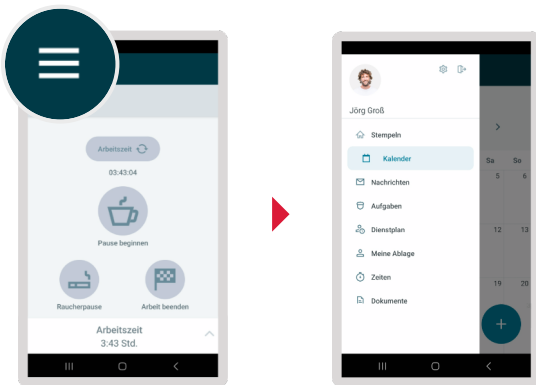 Arbeitszeit
03:43:04
Pause beginnen
Raucherpause
Arbeit beenden
Arbeitszeit
3:43 Std.
Jörg Groß
Stempeln
Kalender
Nachrichten
Aufgaben
Dienstplan
Meine Ablage
Zeiten
Dokumente
Sa So
5 6
12 13
19 20